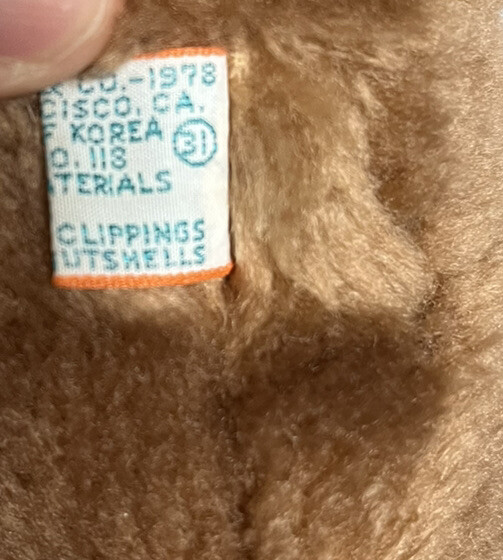 & CO.-1978
CISCO, CA.
F KOREA 31
O. 118
TERIALS
CLIPPINGS
UTSHELLS